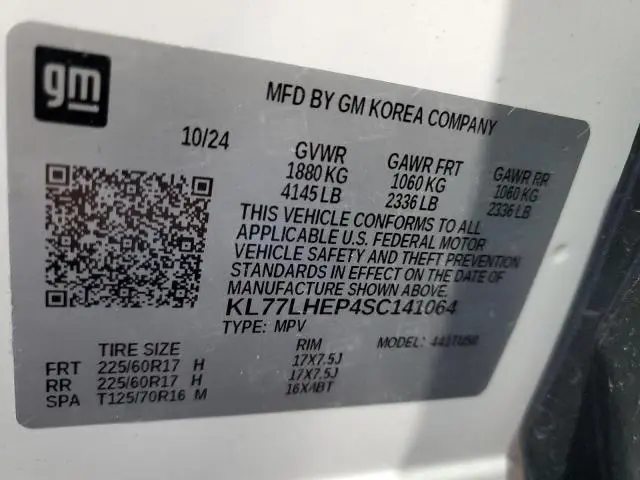 gm
MFD BY GM KOREA COMPANY
10/24 GVWR GAWR FRT GAWR RR
1880 KG 1060 KG 1060 KG
4145 LB 2336 LB 2336 LB
THIS VEHICLE CONFORMS TO ALL
APPLICABLE U.S. FEDERAL MOTOR
VEHICLE SAFETY AND THEFT PREVENTION
STANDARDS IN EFFECT ON THE DATE OF
MANUFACTURE SHOWN ABOVE.
KL77LHEP4SC141064
TYPE: MPV MODEL:
TIRE SIZE RIM
FRT 225/60R17 H 17X7.5J
RR 225/60R17 H 17X7.5J
SPA T125/70R16 M 16X4BT